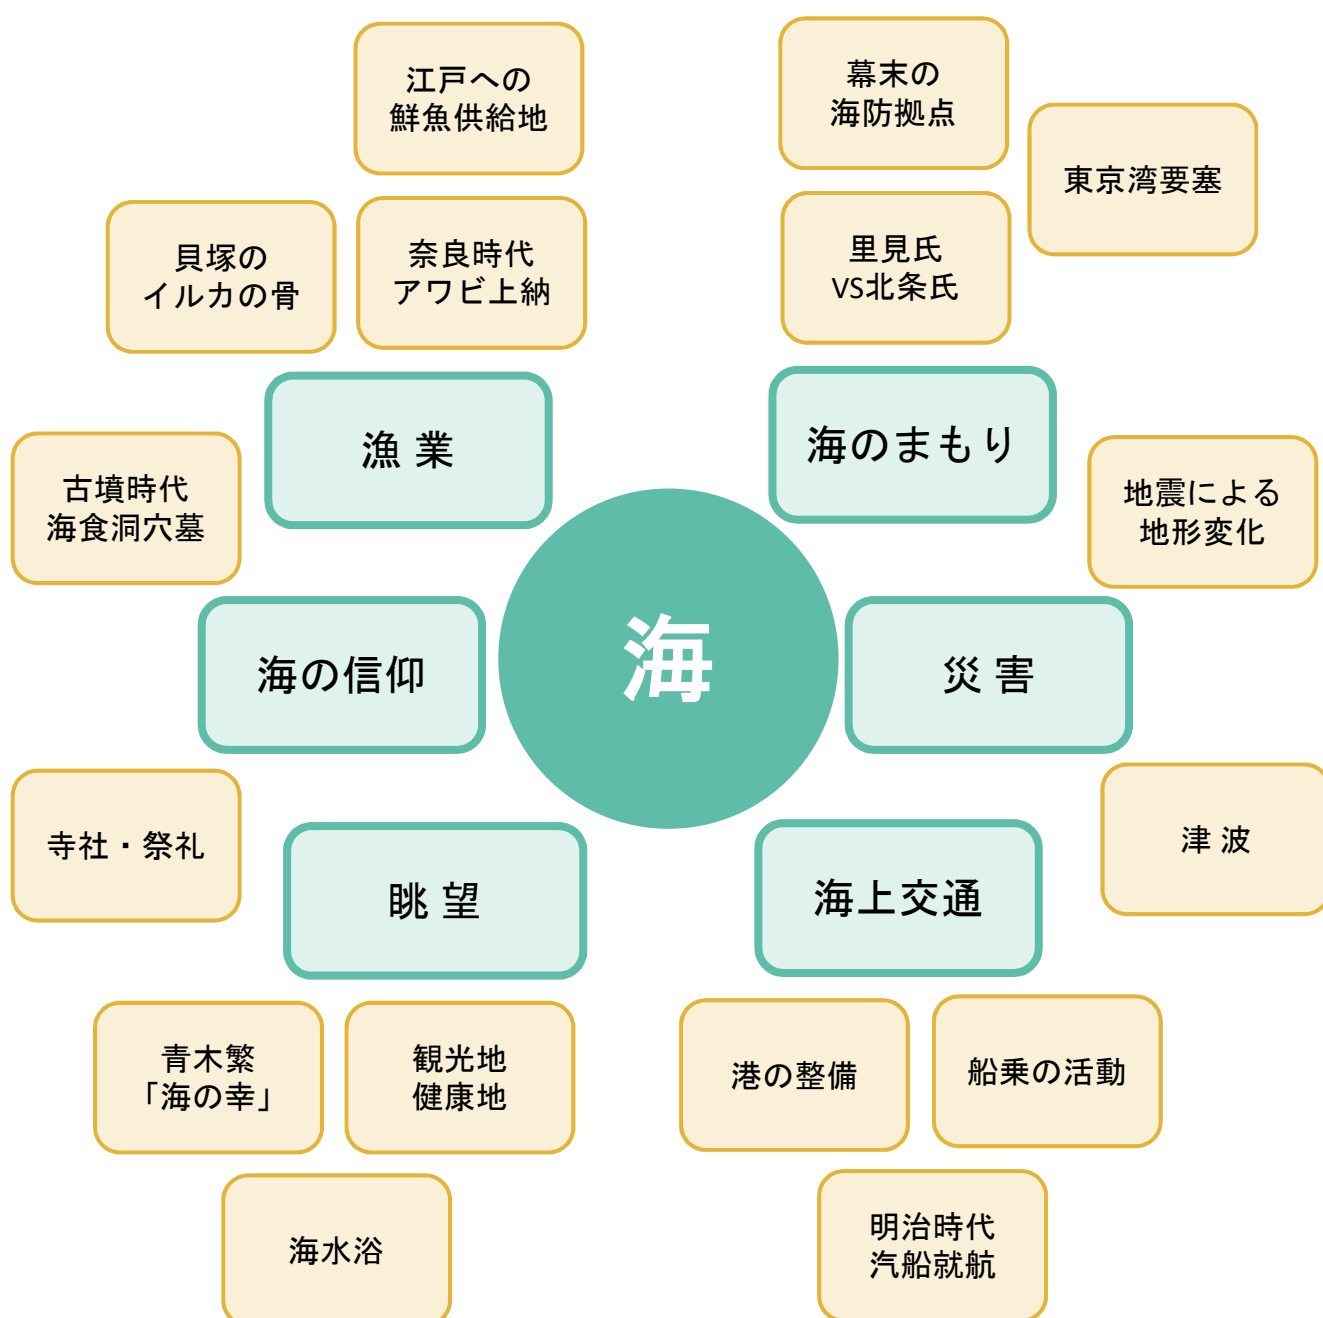 江戸への
鮮魚供給地
貝塚の
イルカの骨
奈良時代
アワビ上納
漁 業
幕末の
海防拠点
東京湾要塞
里見氏
VS北条氏
海のまもり
古墳時代
海食洞穴墓
海の信仰
寺社・祭礼
海
地震による
地形変化
災 害
津 波
眺 望
青木繁
「海の幸」
観光地
健康地
海水浴
海上交通
港の整備
船乗の活動
明治時代
汽船就航